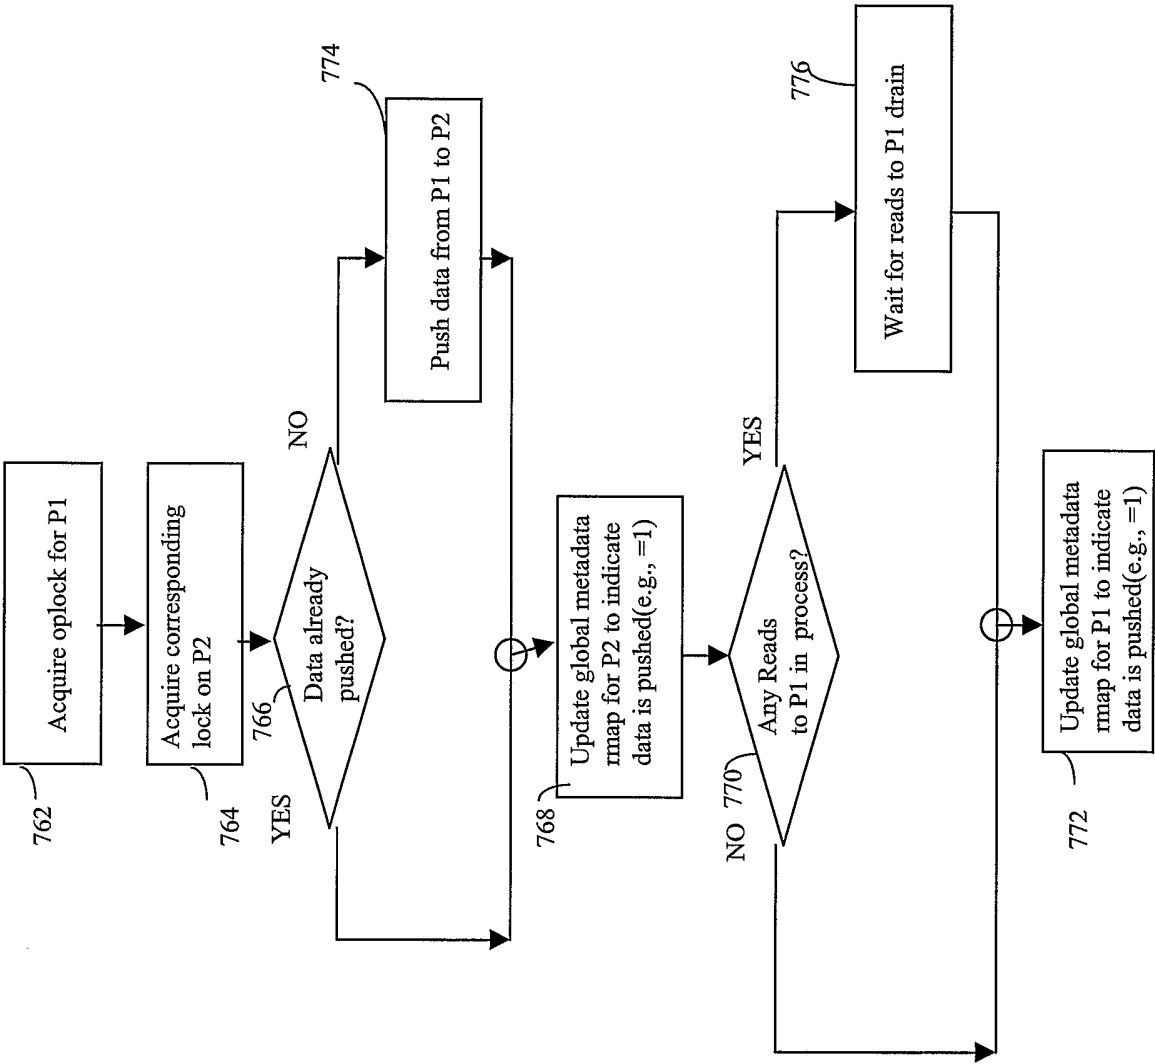 762
Acquire oplock for P1
764
Acquire corresponding
lock on P2
766
Data already
pushed?
YES
NO
774
Push data from P1 to P2
768
Update global metadata
rmap for P2 to indicate
data is pushed(e.g., =1)
NO
770
Any Reads
to P1 in process?
YES
776
Wait for reads to P1 drain
772
Update global metadata
rmap for P1 to indicate
data is pushed(e.g., =1)